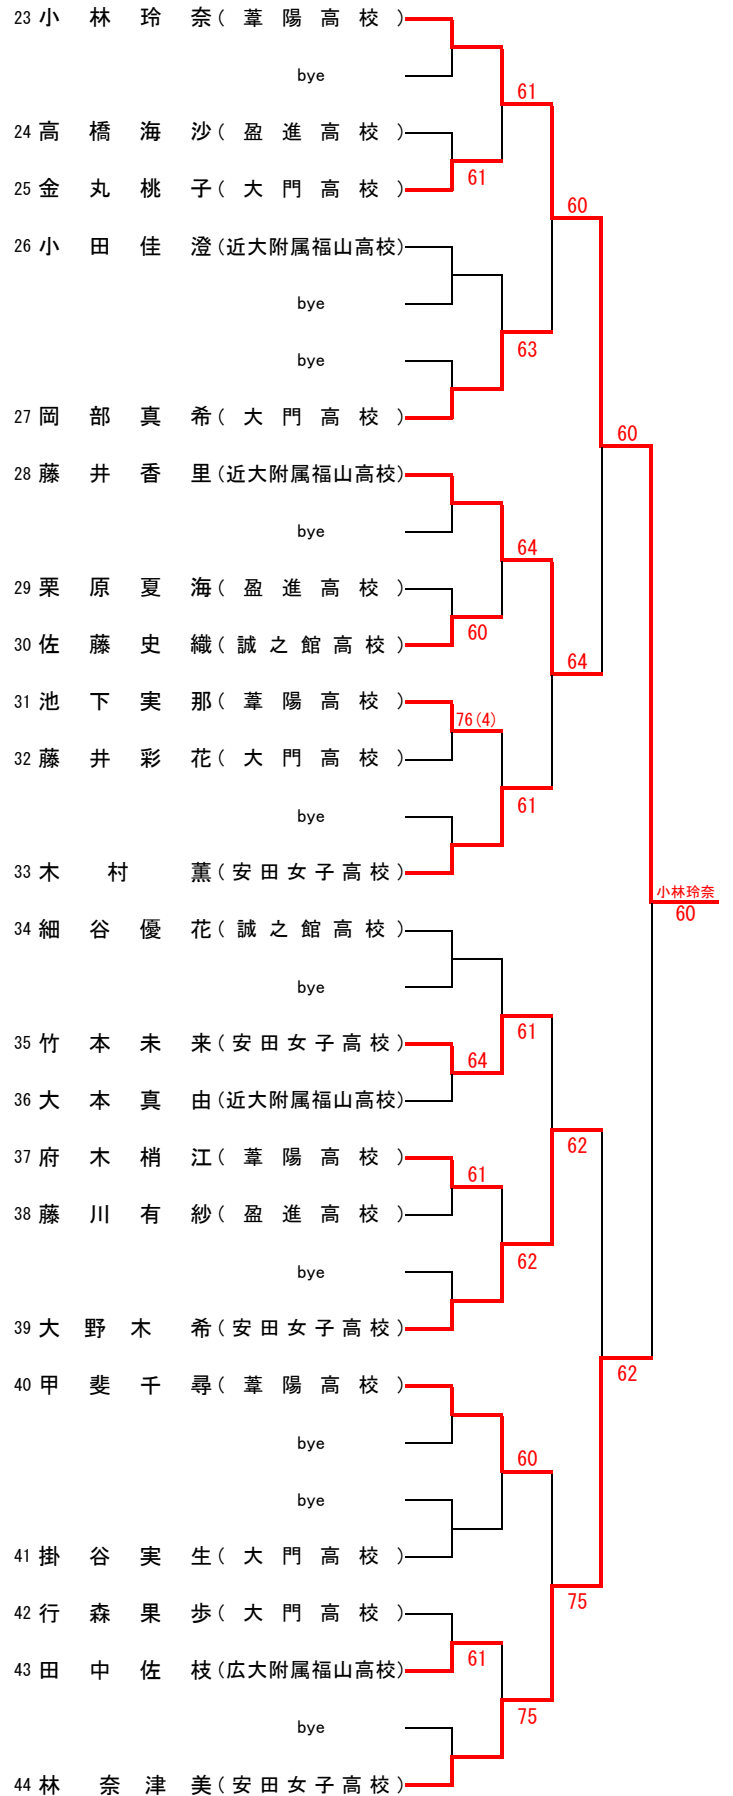 23 小林玲奈(葦陽高校)
bye
61
24 高橋海沙(盈進高校)
61
25 金丸桃子(大門高校)
60
26 小田佳澄(近大附属福山高校)
bye
63
bye
27 岡部真希(大門高校)
60
28 藤井香里(近大附属福山高校)
bye
64
29 栗原夏海(盈進高校)
60
30 佐藤史織(誠之館高校)
64
31 池下実那(葦陽高校)
76(4)
32 藤井彩花(大門高校)
61
bye
33 木村薫(安田女子高校)
小林玲奈
60
34 細谷優花(誠之館高校)
bye
61
35 竹本未来(安田女子高校)
64
36 大本真由(近大附属福山高校)
62
37 府木梢江(葦陽高校)
61
38 藤川有紗(盈進高校)
62
bye
39 大野木希(安田女子高校)
62
40 甲斐千尋(葦陽高校)
bye
60
bye
41 掛谷実生(大門高校)
75
42 行森果歩(大門高校)
61
43 田中佐枝(広大附属福山高校)
75
bye
44 林奈津美(安田女子高校)